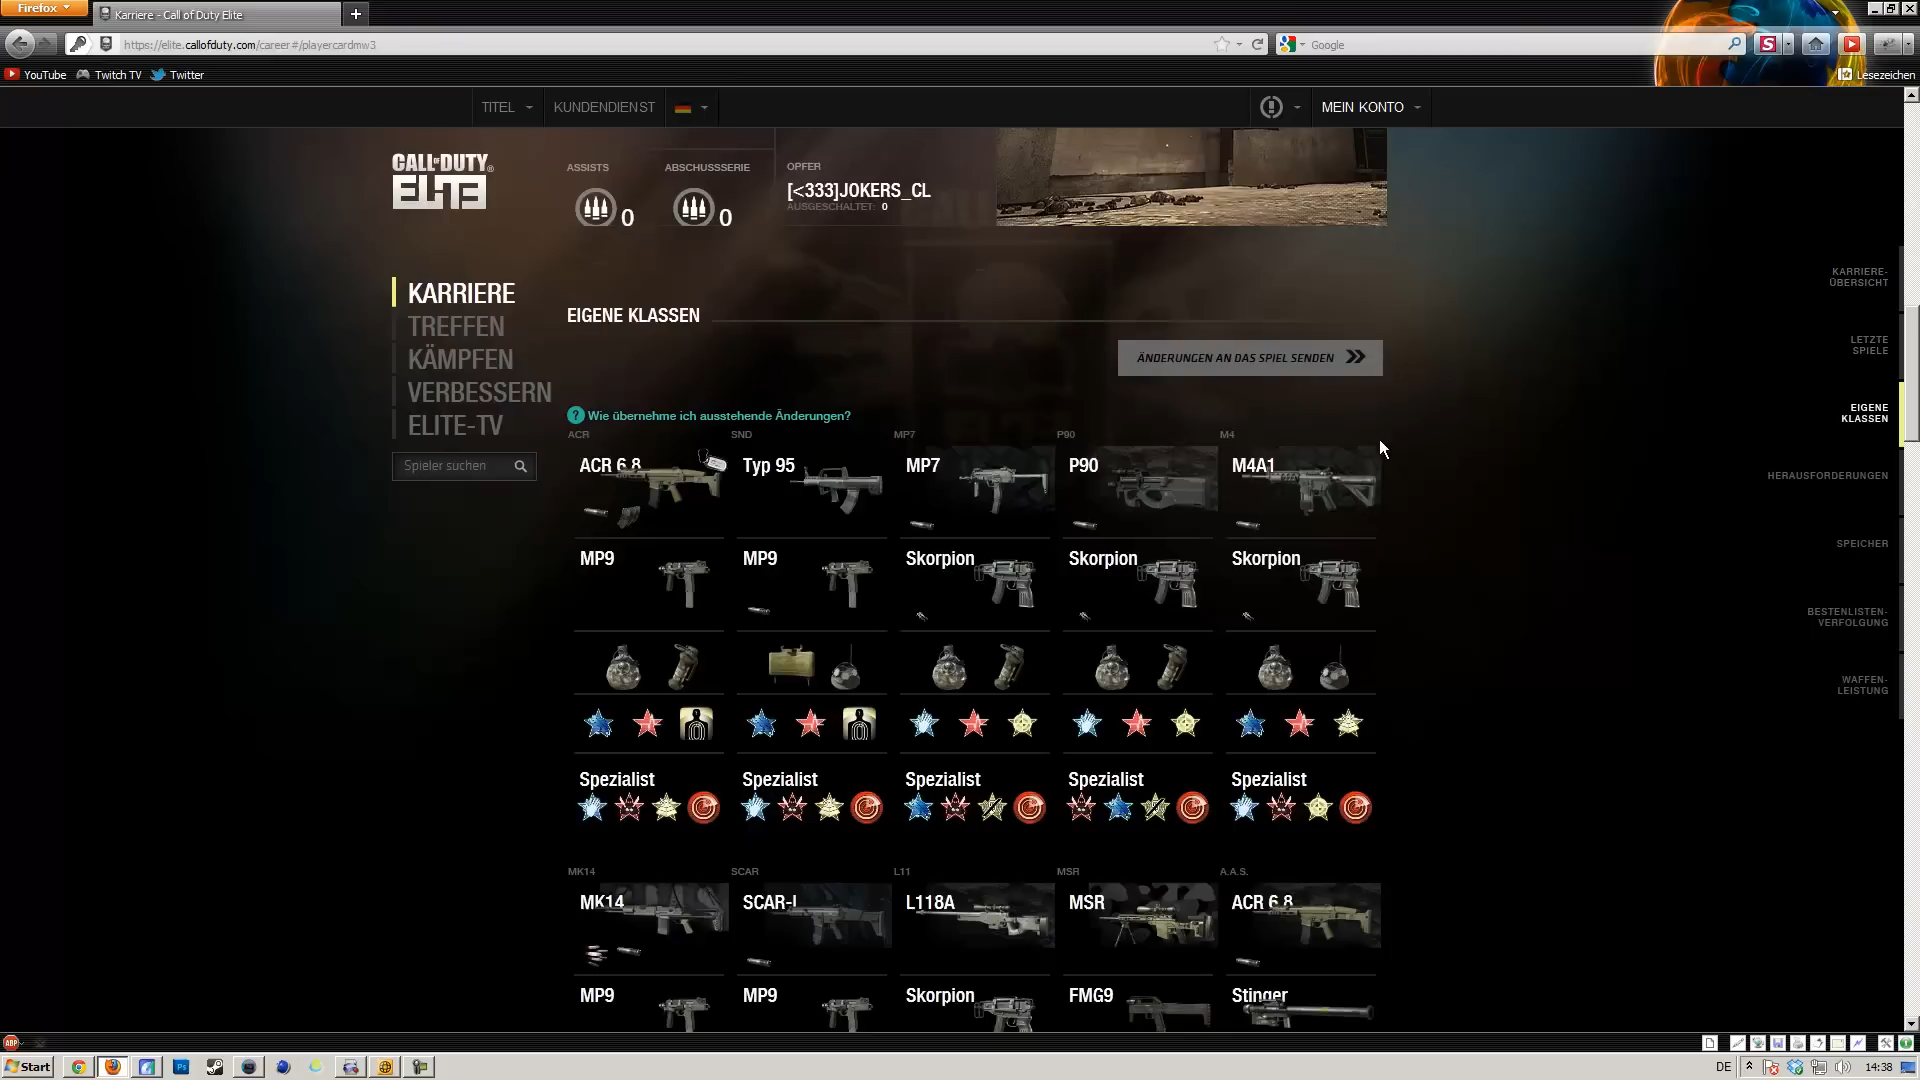 Firefox
Karriere - Call of Duty Elite
https://elite.callofduty.com/career#/playercardmw3
Google
YouTube
Twitch TV
Twitter
Lesezeichen
TITEL
KUNDENDIENST
MEIN KONTO
CALL OF DUTY
ELITE
ASSISTS
0
ABSCHUSSSERIE
0
OPFER
[<333]JOKERS_CL
AUSGESCHALTET: 0
KARRIERE
TREFFEN
KÄMPFEN
VERBESSERN
ELITE-TV
Spieler suchen
EIGENE KLASSEN
ÄNDERUNGEN AN DAS SPIEL SENDEN
? Wie übernehme ich ausstehende Änderungen?
ACR
SND
MP7
P90
M4
ACR 6.8
Typ 95
MP7
P90
M4A1
MP9
MP9
Skorpion
Skorpion
Skorpion
Spezialist
Spezialist
Spezialist
Spezialist
Spezialist
MK14
SCAR
L11
MSR
A.A.S.
MK14
SCAR-L
L118A
MSR
ACR 6.8
MP9
MP9
Skorpion
FMG9
Stinger
KARRIERE-
ÜBERSICHT
LETZTE
SPIELE
EIGENE
KLASSEN
HERAUSFORDERUNGEN
SPEICHER
BESTENLISTEN-
VERFOLGUNG
WAFFEN-
LEISTUNG
ABP
Start
DE
14:38